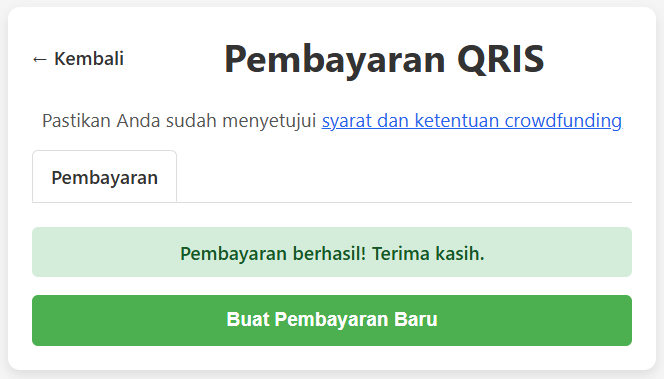 ← Kembali
Pembayaran QRIS
Pastikan Anda sudah menyetujui syarat dan ketentuan crowdfunding
Pembayaran
Pembayaran berhasil! Terima kasih.
Buat Pembayaran Baru